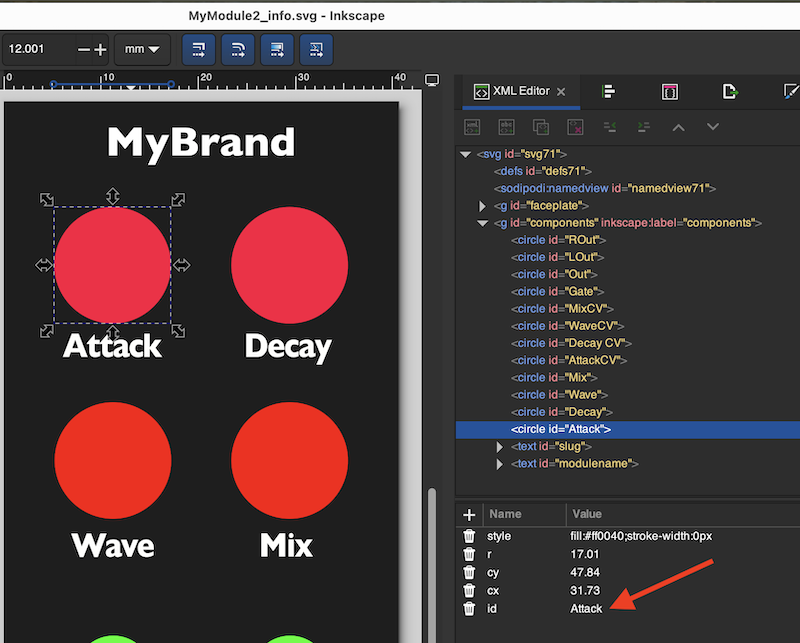 MyModule2_info.svg - Inkscape
12.001
mm
0 10 20 30 40
XML Editor
MyBrand
Attack
Decay
Wave
Mix
<svg id="svg71">
<defs id="defs71">
<sodipodi:namedview id="namedview71">
<g id="faceplate">
<g id="components" inkscape:label="components">
<circle id="ROut">
<circle id="LOut">
<circle id="Out">
<circle id="Gate">
<circle id="MixCV">
<circle id="WaveCV">
<circle id="Decay CV">
<circle id="AttackCV">
<circle id="Mix">
<circle id="Wave">
<circle id="Decay">
<circle id="Attack">
<text id="slug">
<text id="modulename">
Name Value
style fill:#ff0040;stroke-width:0px
r 17.01
cy 47.84
cx 31.73
id Attack